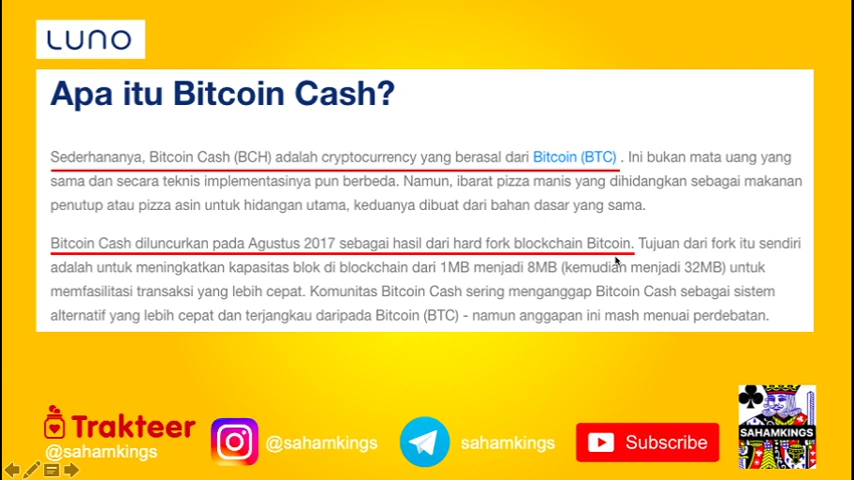 LUNO
Apa itu Bitcoin Cash?
Sederhananya, Bitcoin Cash (BCH) adalah cryptocurrency yang berasal dari Bitcoin (BTC) . Ini bukan mata uang yang
sama dan secara teknis implementasinya pun berbeda. Namun, ibarat pizza manis yang dihidangkan sebagai makanan
penutup atau pizza asin untuk hidangan utama, keduanya dibuat dari bahan dasar yang sama.
Bitcoin Cash diluncurkan pada Agustus 2017 sebagai hasil dari hard fork blockchain Bitcoin. Tujuan dari fork itu sendiri
adalah untuk meningkatkan kapasitas blok di blockchain dari 1MB menjadi 8MB (kemudian menjadi 32MB) untuk
memfasilitasi transaksi yang lebih cepat. Komunitas Bitcoin Cash sering menganggap Bitcoin Cash sebagai sistem
alternatif yang lebih cepat dan terjangkau daripada Bitcoin (BTC) - namun anggapan ini mash menuai perdebatan.
Trakteer
@sahamkings
@sahamkings
sahamkings
Subscribe
SAHAMKINGS